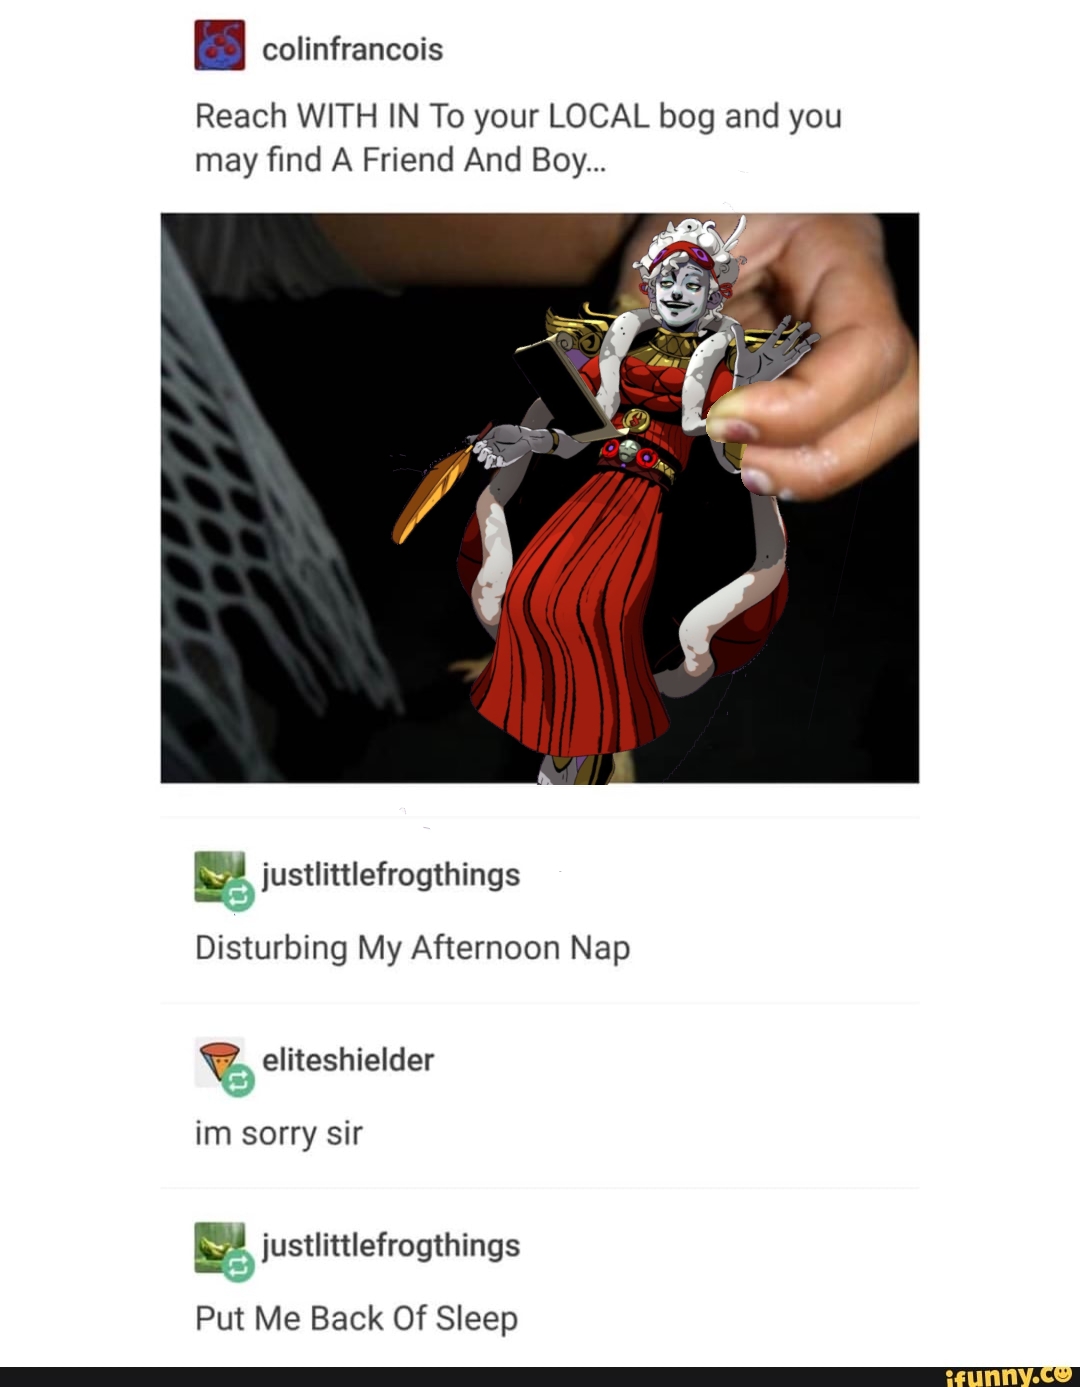 colinfrancois
Reach WITH IN To your LOCAL bog and you
may find A Friend And Boy...
justlittlefrogthings
Disturbing My Afternoon Nap
eliteshielder
im sorry sir
justlittlefrogthings
Put Me Back Of Sleep
ifunny.co